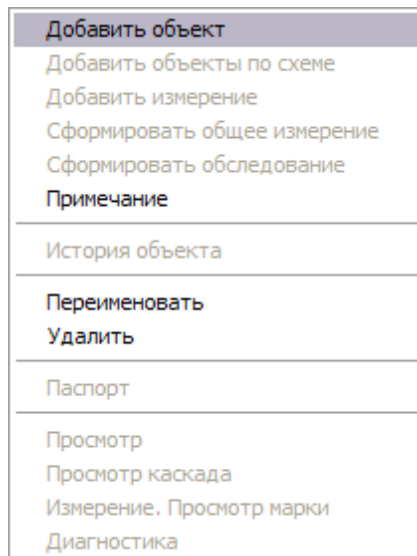 Добавить объект
Добавить объекты по схеме
Добавить измерение
Сформировать общее измерение
Сформировать обследование
Примечание
История объекта
Переименовать
Удалить
Паспорт
Просмотр
Просмотр каскада
Измерение. Просмотр марки
Диагностика